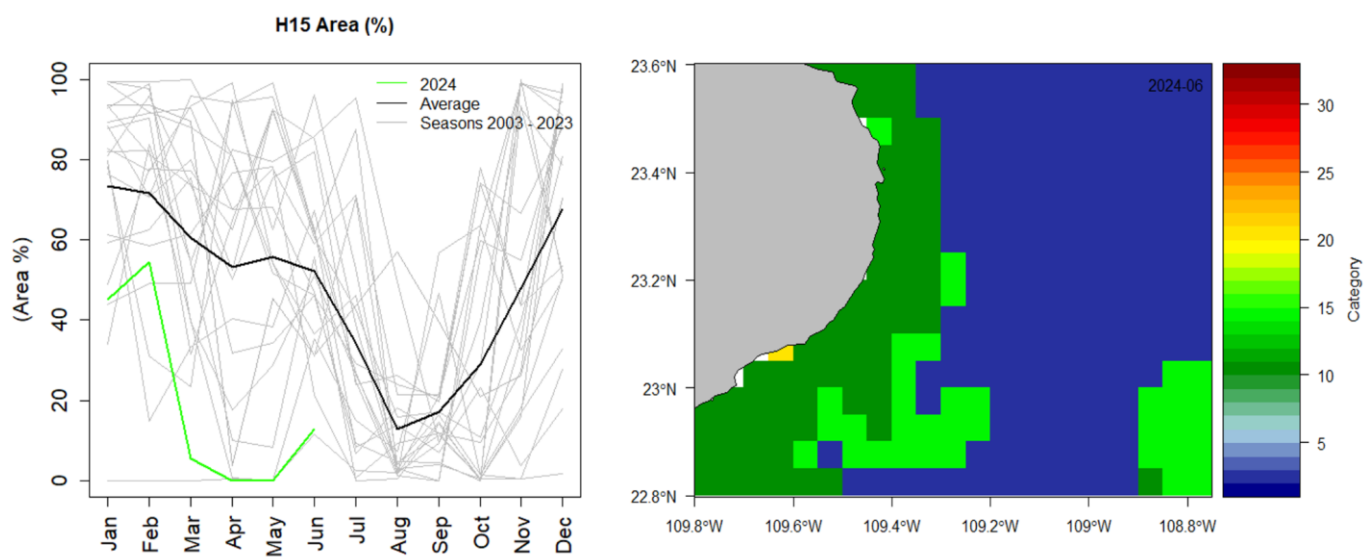 H15 Area (%)
(Area %)
100
80
60
40
20
0
2024
Average
Seasons 2003 - 2023
Jan
Feb
Mar
Apr
May
Jun
Jul
Aug
Sep
Oct
Nov
Dec
23.6°N
23.4°N
23.2°N
23°N
22.8°N
2024-06
109.8°W
109.6°W
109.4°W
109.2°W
109°W
108.8°W
30
25
20
15
10
5
Category